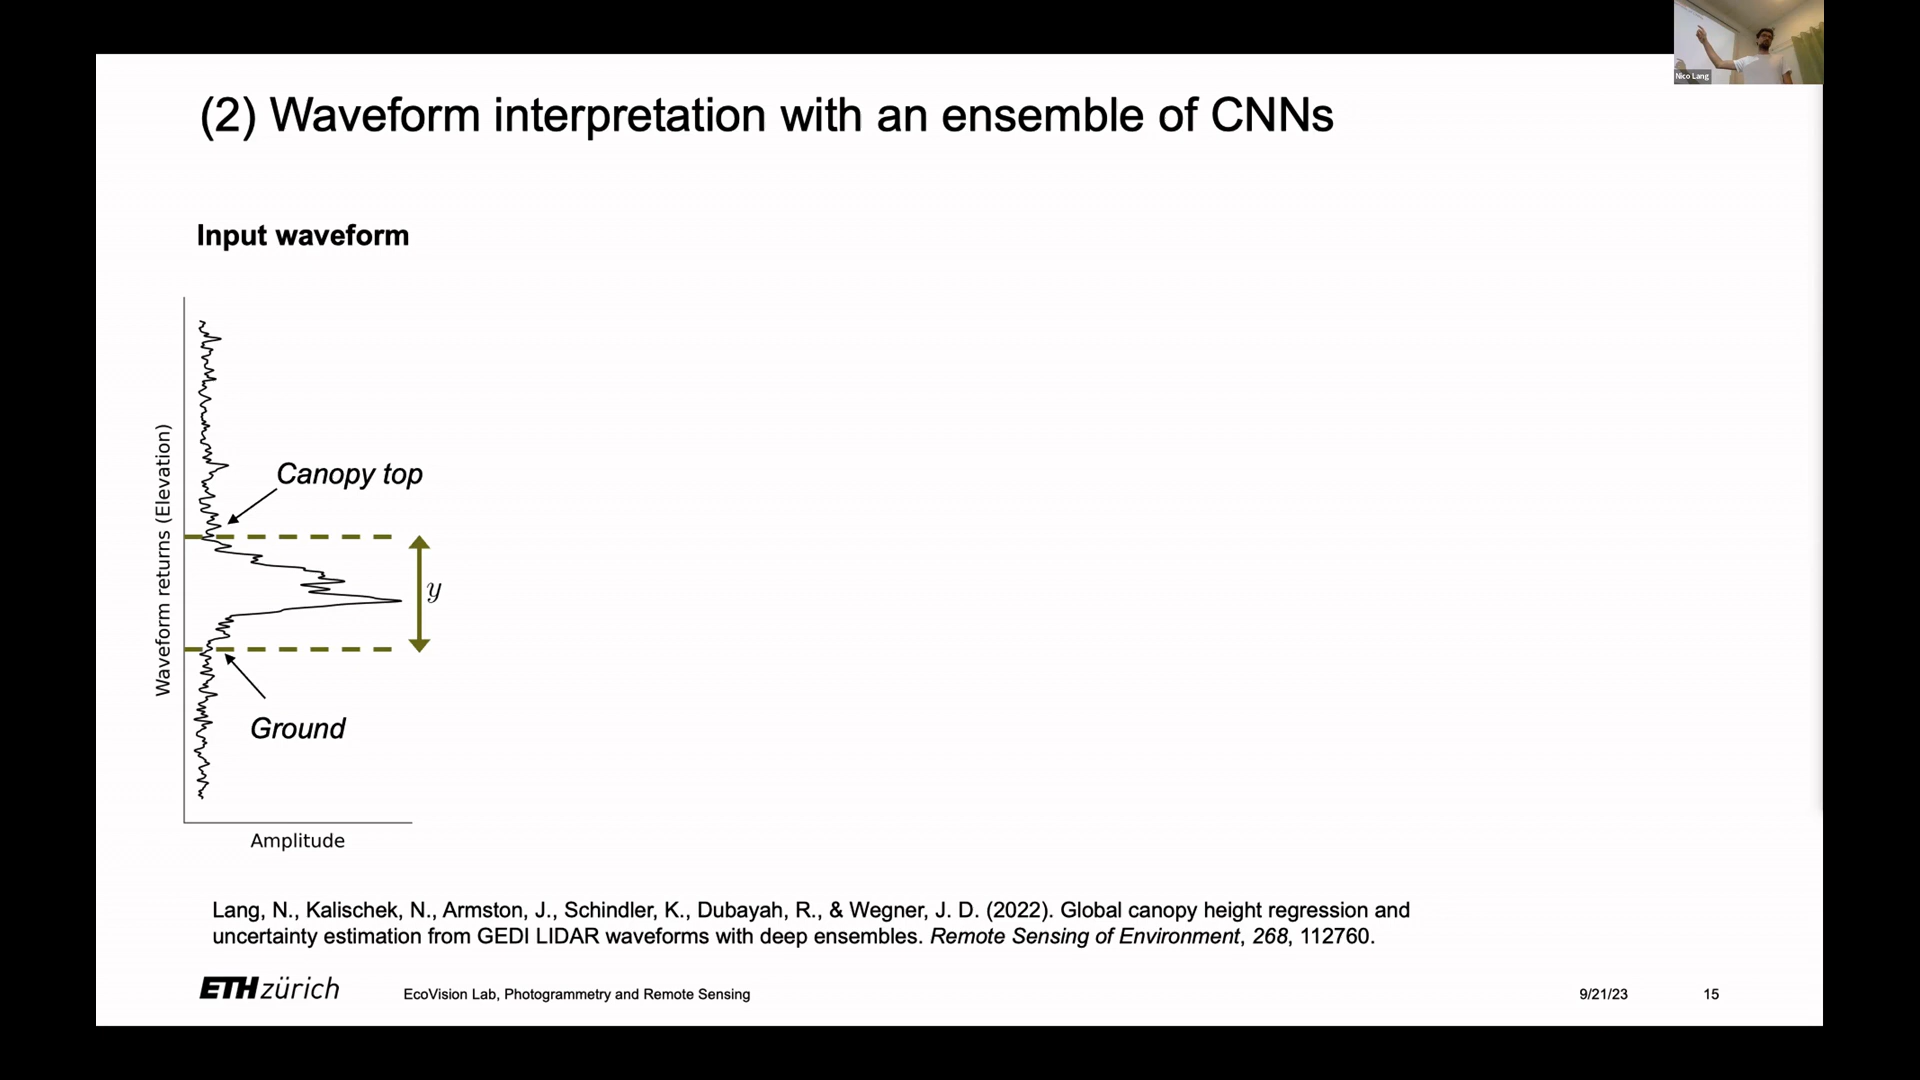 Nico Lang
(2) Waveform interpretation with an ensemble of CNNs
Input waveform
Waveform returns (Elevation)
Canopy top
y
Ground
Amplitude
Lang, N., Kalischek, N., Armston, J., Schindler, K., Dubayah, R., & Wegner, J. D. (2022). Global canopy height regression and
uncertainty estimation from GEDI LIDAR waveforms with deep ensembles. Remote Sensing of Environment, 268, 112760.
ETH zürich
EcoVision Lab, Photogrammetry and Remote Sensing
9/21/23
15